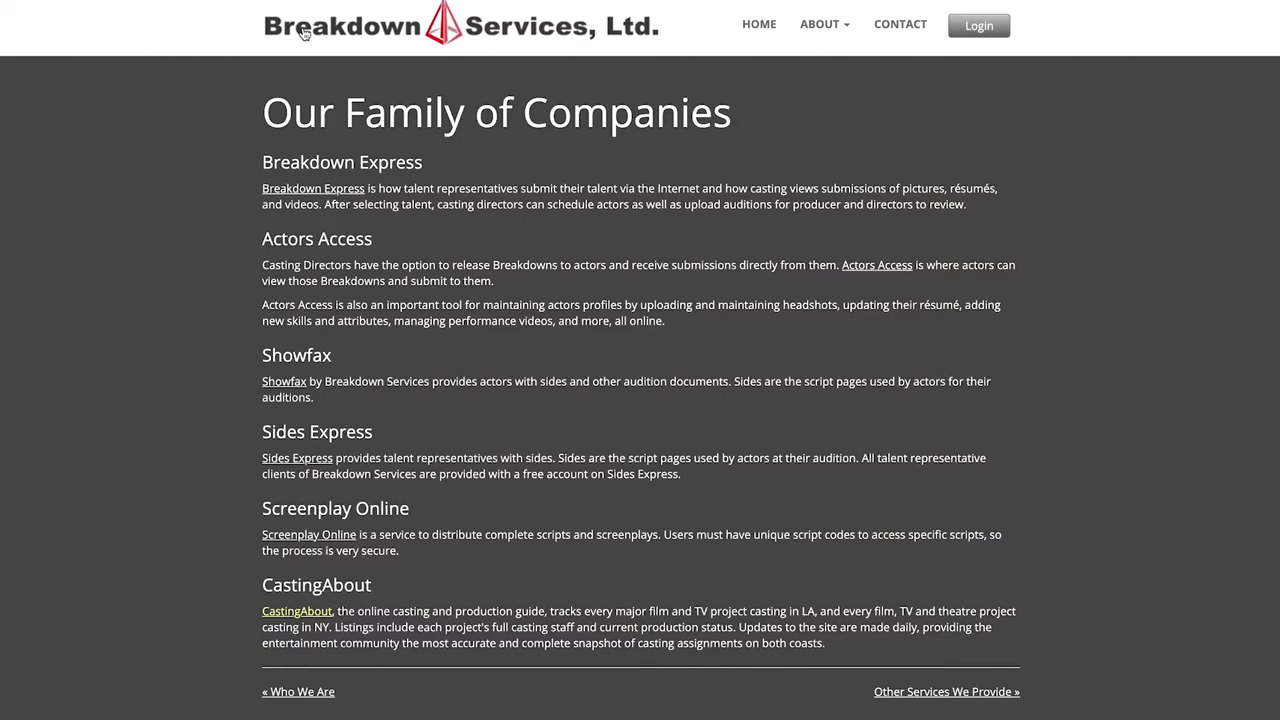 Breakdown Services, Ltd.
HOME ABOUT CONTACT Login
Our Family of Companies
Breakdown Express
Breakdown Express is how talent representatives submit their talent via the Internet and how casting views submissions of pictures, résumés,
and videos. After selecting talent, casting directors can schedule actors as well as upload auditions for producer and directors to review.
Actors Access
Casting Directors have the option to release Breakdowns to actors and receive submissions directly from them. Actors Access is where actors can
view those Breakdowns and submit to them.
Actors Access is also an important tool for maintaining actors profiles by uploading and maintaining headshots, updating their résumé, adding
new skills and attributes, managing performance videos, and more, all online.
Showfax
Showfax by Breakdown Services provides actors with sides and other audition documents. Sides are the script pages used by actors for their
auditions.
Sides Express
Sides Express provides talent representatives with sides. Sides are the script pages used by actors at their audition. All talent representative
clients of Breakdown Services are provided with a free account on Sides Express.
Screenplay Online
Screenplay Online is a service to distribute complete scripts and screenplays. Users must have unique script codes to access specific scripts, so
the process is very secure.
CastingAbout
CastingAbout, the online casting and production guide, tracks every major film and TV project casting in LA, and every film, TV and theatre project
casting in NY. Listings include each project's full casting staff and current production status. Updates to the site are made daily, providing the
entertainment community the most accurate and complete snapshot of casting assignments on both coasts.
« Who We Are
Other Services We Provide »